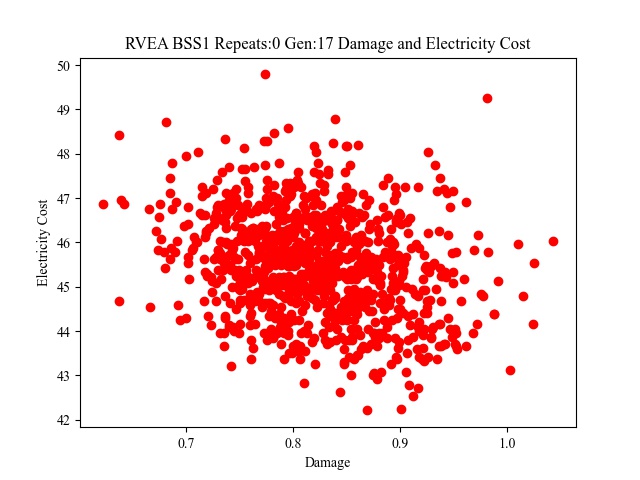 RVEA BSS1 Repeats:0 Gen:17 Damage and Electricity Cost
50
49
48
47
46
45
44
43
42
Electricity Cost
0.7 0.8 0.9 1.0
Damage